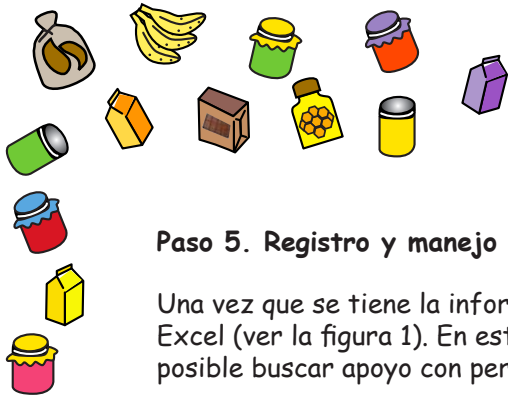 Paso 5. Registro y manejo
Una vez que se tiene la infor
Excel (ver la figura 1). En est
posible buscar apoyo con per